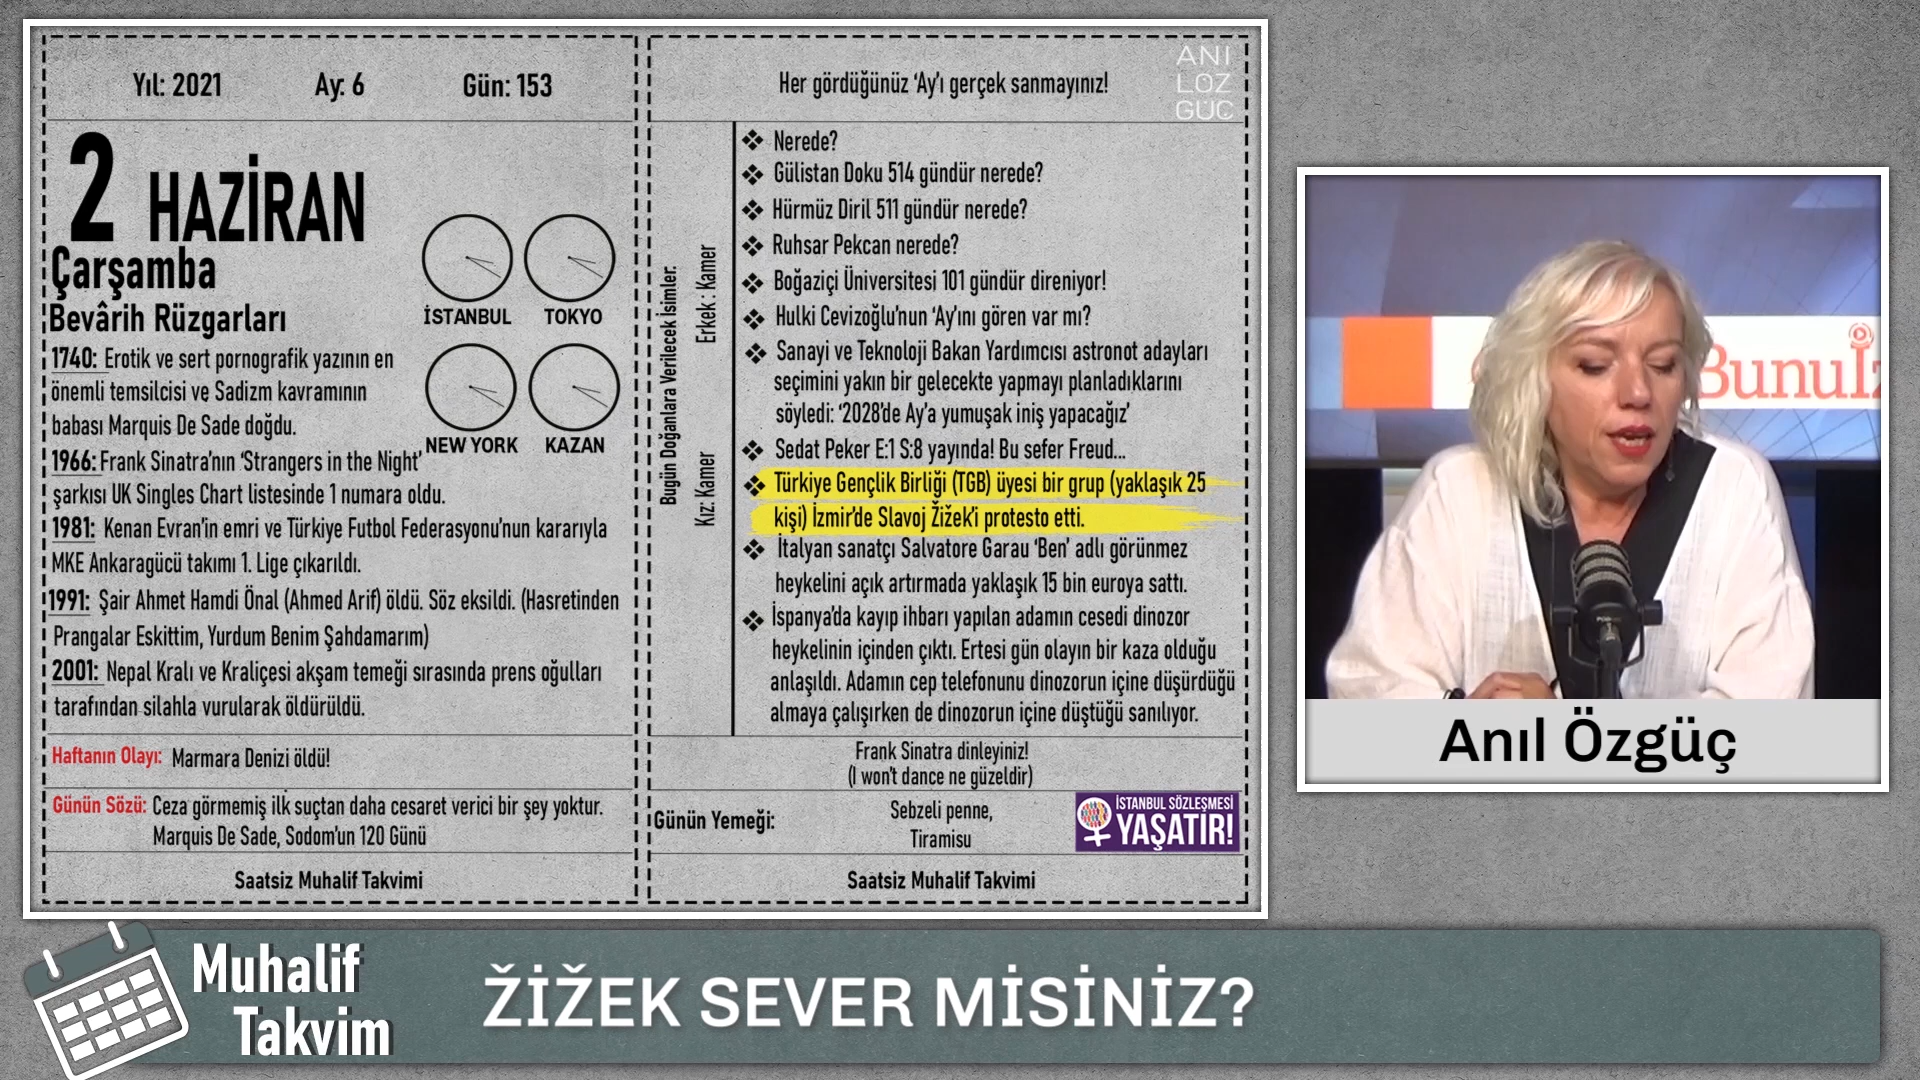 Yıl: 2021 Ay: 6 Gün: 153
2 HAZİRAN
Çarşamba
Bevârih Rüzgarları
İSTANBUL TOKYO
NEW YORK KAZAN
1740: Erotik ve sert pornografik yazının en
önemli temsilcisi ve Sadizm kavramının
babası Marquis De Sade doğdu.
1966: Frank Sinatra’nın ‘Strangers in the Night’
şarkısı UK Singles Chart listesinde 1 numara oldu.
1981: Kenan Evran’in emri ve Türkiye Futbol Federasyonu’nun kararıyla
MKE Ankaragücü takımı 1. Lige çıkarıldı.
1991: Şair Ahmet Hamdi Önal (Ahmed Arif) öldü. Söz eksildi. (Hasretinden
Prangalar Eskittim, Yurdum Benim Şahdamarım)
2001: Nepal Kralı ve Kraliçesi akşam temeği sırasında prens oğulları
tarafından silahla vurularak öldürüldü.
Haftanın Olayı: Marmara Denizi öldü!
Günün Sözü: Ceza görmemiş ilk suçtan daha cesaret verici bir şey yoktur.
Marquis De Sade, Sodom’un 120 Günü
Saatsiz Muhalif Takvimi
Her gördüğünüz ‘Ay’ı gerçek sanmayınız!
ANI
LÖZ
GÜÇ
Bugün Doğanlara Verilecek İsimler:
Erkek : Kamer
Kız: Kamer
❖ Nerede?
❖ Gülistan Doku 514 gündür nerede?
❖ Hürmüz Diril 511 gündür nerede?
❖ Ruhsar Pekcan nerede?
❖ Boğaziçi Üniversitesi 101 gündür direniyor!
❖ Hulki Cevizoğlu’nun ‘Ay’ını gören var mı?
❖ Sanayi ve Teknoloji Bakan Yardımcısı astronot adayları
seçimini yakın bir gelecekte yapmayı planladıklarını
söyledi: ‘2028’de Ay’a yumuşak iniş yapacağız’
❖ Sedat Peker E:1 S:8 yayında! Bu sefer Freud...
❖ Türkiye Gençlik Birliği (TGB) üyesi bir grup (yaklaşık 25
kişi) İzmir’de Slavoj Žižek’i protesto etti.
❖ İtalyan sanatçı Salvatore Garau ‘Ben’ adlı görünmez
heykelini açık artırmada yaklaşık 15 bin euroya sattı.
❖ İspanya’da kayıp ihbarı yapılan adamın cesedi dinozor
heykelinin içinden çıktı. Ertesi gün olayın bir kaza olduğu
anlaşıldı. Adamın cep telefonunu dinozorun içine düşürdüğü
almaya çalışırken de dinozorun içine düştüğü sanılıyor.
Frank Sinatra dinleyiniz!
(I won’t dance ne güzeldir)
Günün Yemeği: Sebzeli penne,
Tiramisu
İSTANBUL SÖZLEŞMESİ
YAŞATIR!
Saatsiz Muhalif Takvimi
Anıl Özgüç
Muhalif
Takvim
ŽİŽEK SEVER MİSİNİZ?